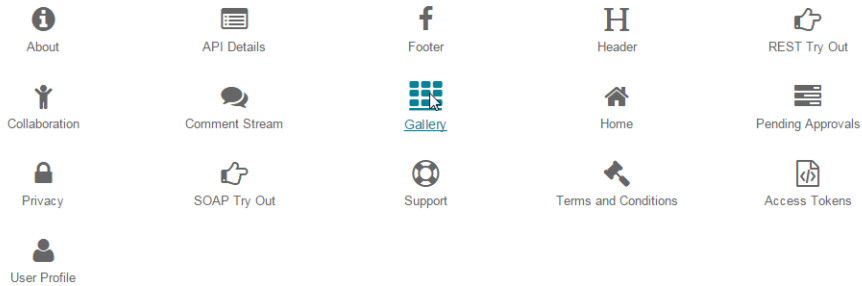 About
API Details
Footer
Header
REST Try Out
Collaboration
Comment Stream
Gallery
Home
Pending Approvals
Privacy
SOAP Try Out
Support
Terms and Conditions
Access Tokens
User Profile